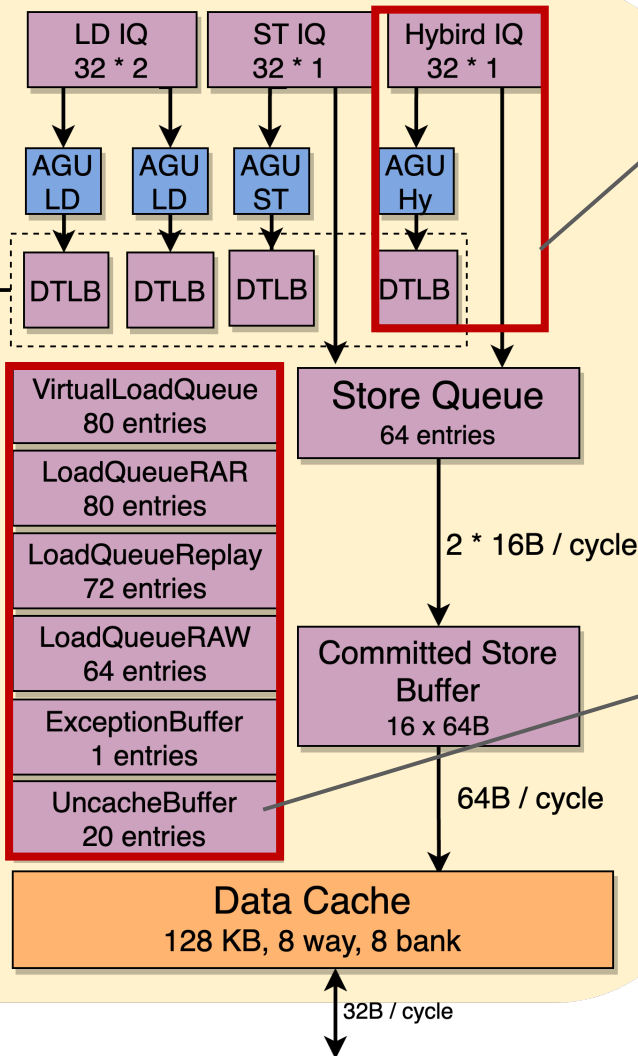 LD IQ
32 * 2
ST IQ
32 * 1
Hybird IQ
32 * 1
AGU
LD
AGU
LD
AGU
ST
AGU
Hy
DTLB
DTLB
DTLB
DTLB
VirtualLoadQueue
80 entries
LoadQueueRAR
80 entries
LoadQueueReplay
72 entries
LoadQueueRAW
64 entries
ExceptionBuffer
1 entries
UncacheBuffer
20 entries
Store Queue
64 entries
2 * 16B / cycle
Committed Store
Buffer
16 x 64B
64B / cycle
Data Cache
128 KB, 8 way, 8 bank
32B / cycle